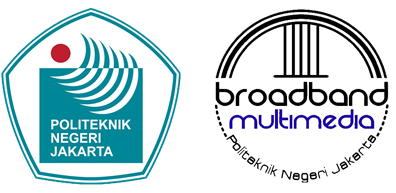 POLITEKNIK
NEGERI
JAKARTA
broadband
multimedia
Politeknik Negeri Jakarta